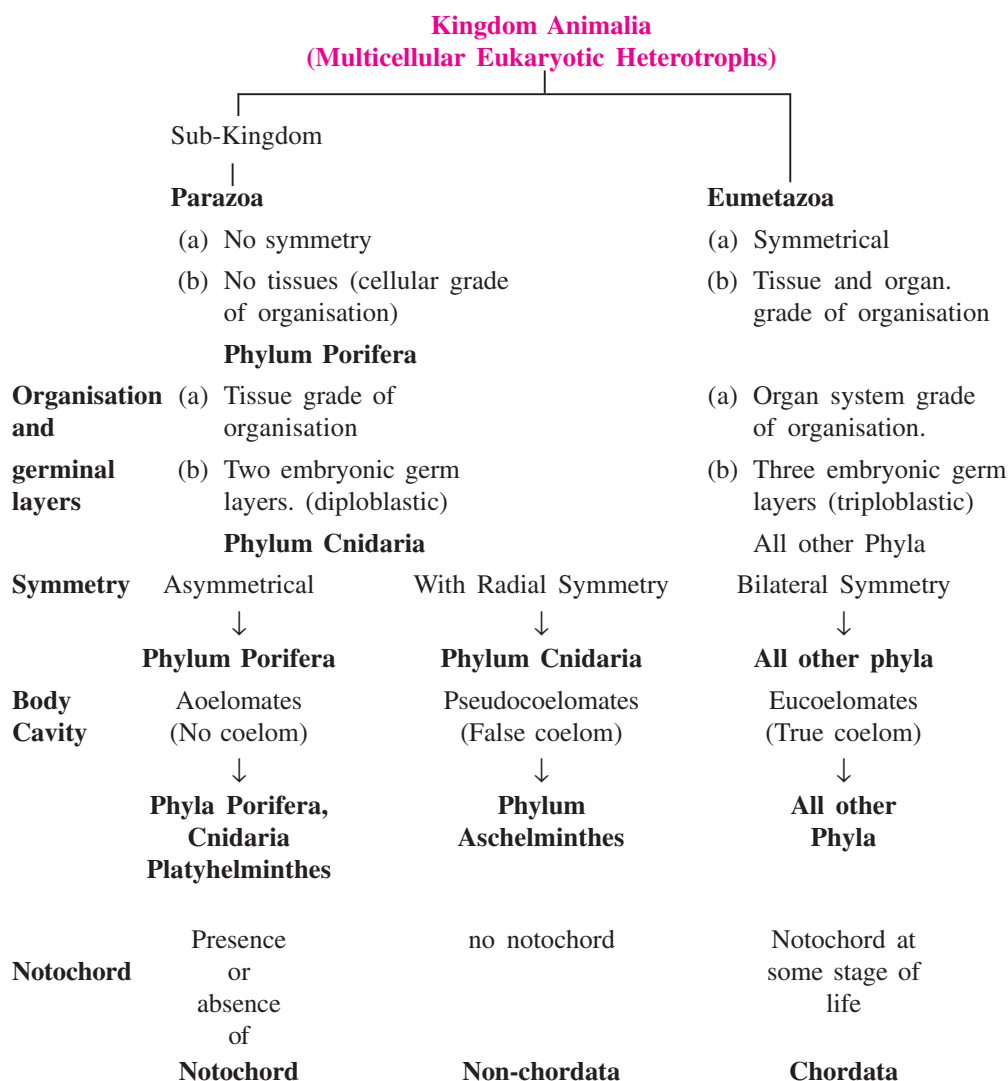 Kingdom Animalia
(Multicellular Eukaryotic Heterotrophs)
Sub-Kingdom
Parazoa
Eumetazoa
(a) No symmetry
(a) Symmetrical
(b) No tissues (cellular grade
of organisation)
(b) Tissue and organ.
grade of organisation
Phylum Porifera
Organisation
and
(a) Tissue grade of
organisation
(a) Organ system grade
of organisation.
germinal
layers
(b) Two embryonic germ
layers. (diploblastic)
(b) Three embryonic germ
layers (triploblastic)
Phylum Cnidaria
All other Phyla
Symmetry
Asymmetrical
With Radial Symmetry
Bilateral Symmetry
↓ ↓ ↓
Phylum Porifera
Phylum Cnidaria
All other phyla
Body
Cavity
Aoelomates
(No coelom)
Pseudocoelomates
(False coelom)
Eucoelomates
(True coelom)
↓ ↓ ↓
Phyla Porifera,
Cnidaria
Platyhelminthes
Phylum
Aschelminthes
All other
Phyla
Notochord
Presence
or
absence
of
no notochord
Notochord at
some stage of
life
Notochord
Non-chordata
Chordata